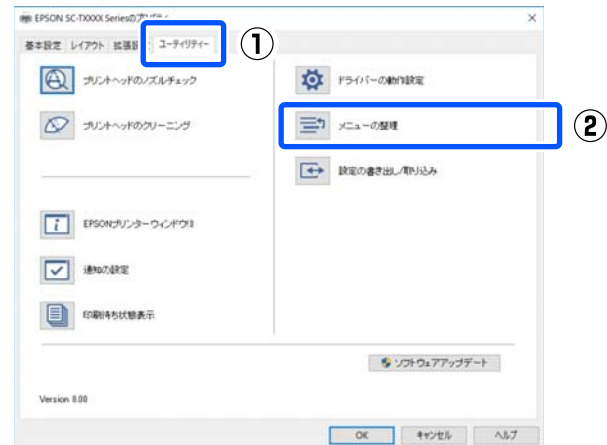 EPSON SC-TXXXX Seriesのプロパティ
基本設定 レイアウト 拡張設 ユーティリティー
①
プリントヘッドのノズルチェック
プリントヘッドのクリーニング
EPSONプリンターウィンドウ!3
通知の設定
印刷待ち状態表示
ドライバーの動作設定
メニューの整理
②
設定の書き出し/取り込み
ソフトウェアアップデート
Version 8.00
OK キャンセル ヘルプ